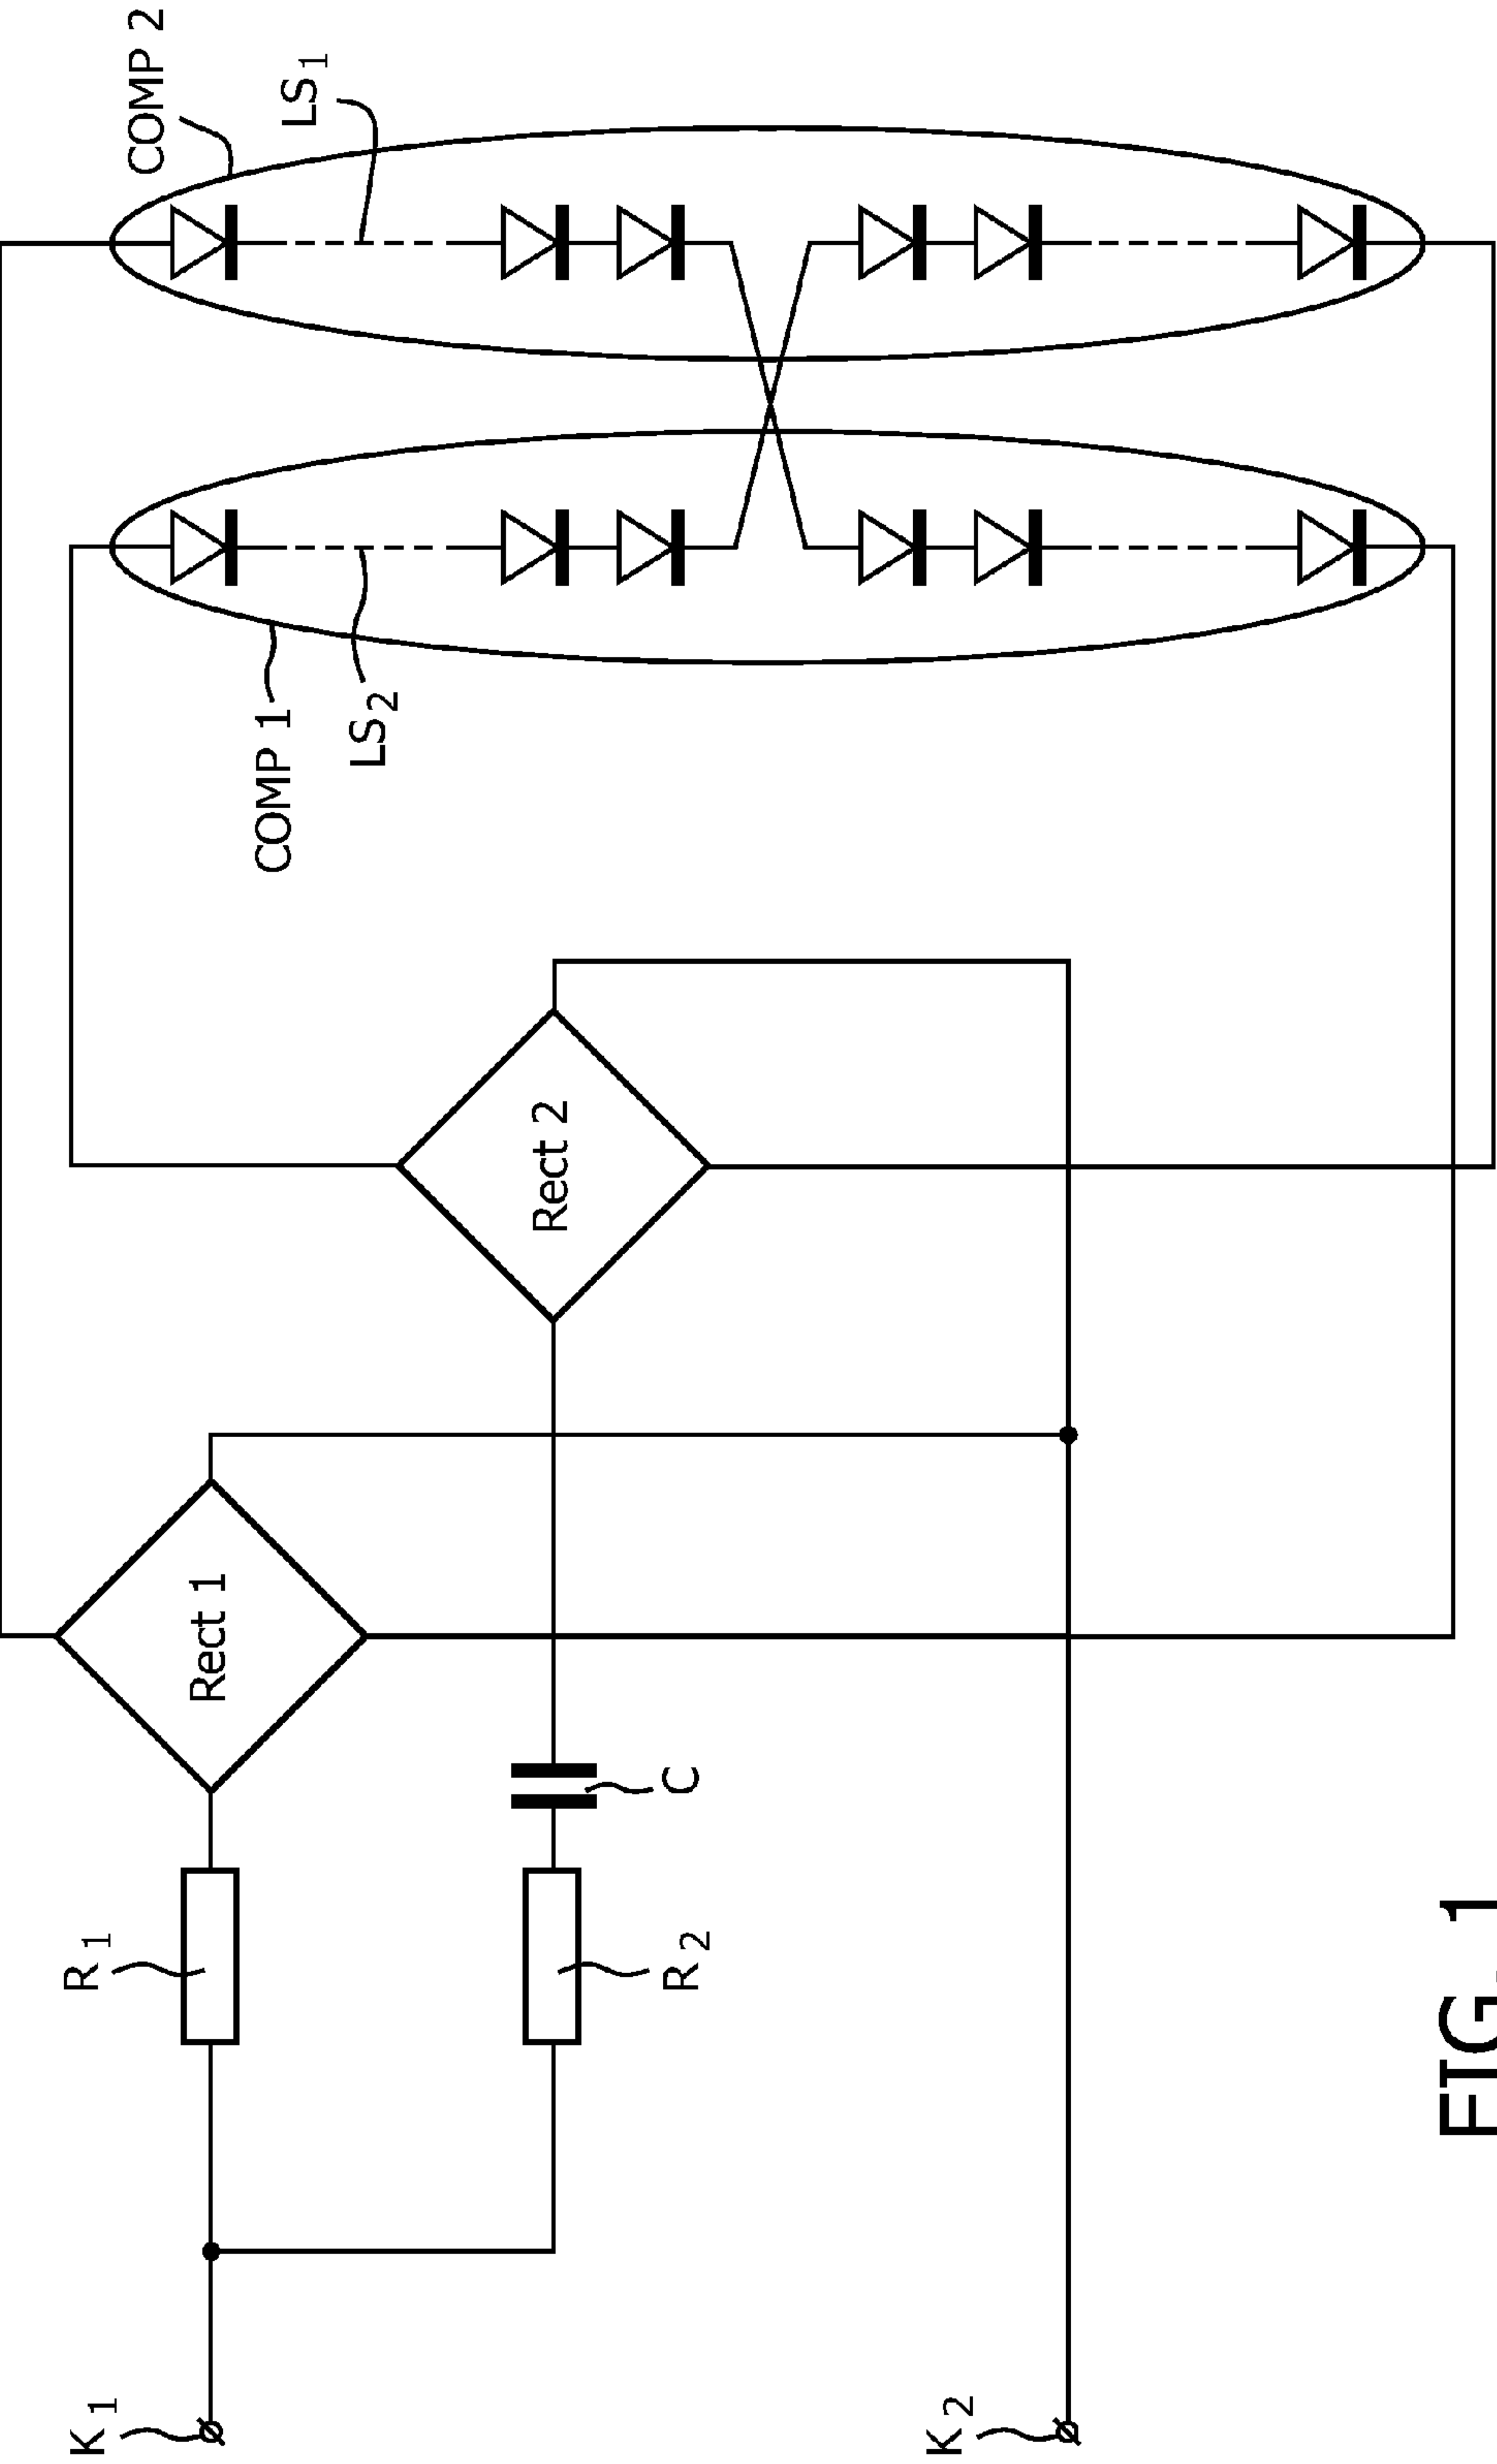 COMP 2
LS1
COMP 1
LS2
Rect 2
Rect 1
C
R1
R2
K1
K2
FIG. 1